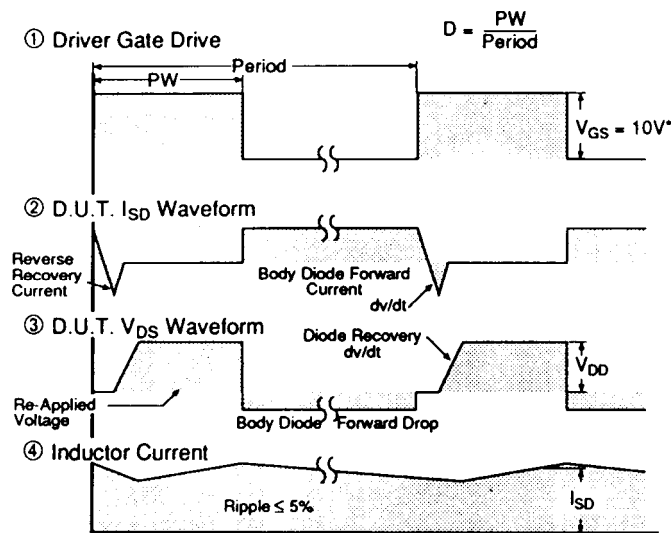 ① Driver Gate Drive
D = PW
Period
Period
PW
V_GS = 10V*
② D.U.T. I_SD Waveform
Reverse
Recovery
Current
Body Diode Forward
Current
dv/dt
③ D.U.T. V_DS Waveform
Diode Recovery
dv/dt
V_DD
Re-Applied
Voltage
Body Diode Forward Drop
④ Inductor Current
Ripple ≤ 5%
I_SD